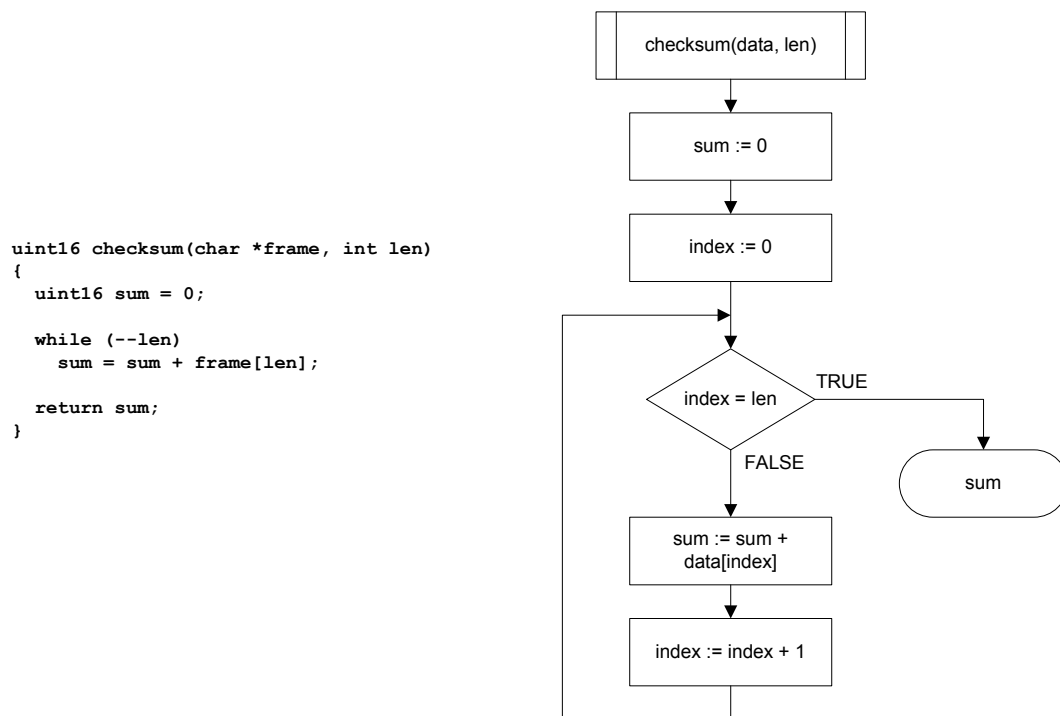 uint16 checksum(char *frame, int len)
{
uint16 sum = 0;
while (--len)
sum = sum + frame[len];
return sum;
}
checksum(data, len)
sum := 0
index := 0
index = len
TRUE
FALSE
sum
sum := sum +
data[index]
index := index + 1